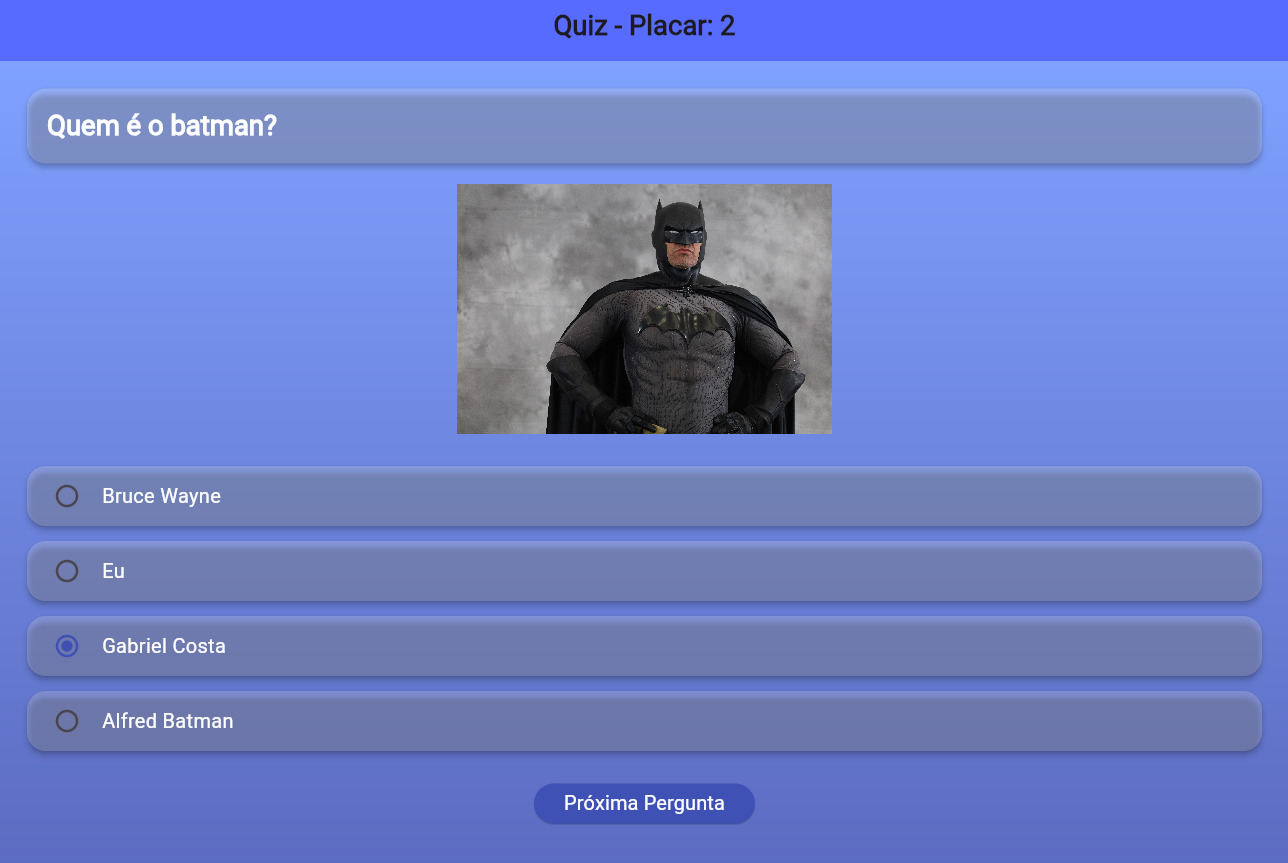 Quiz - Placar: 2
Quem é o batman?
Bruce Wayne
Eu
Gabriel Costa
Alfred Batman
Próxima Pergunta